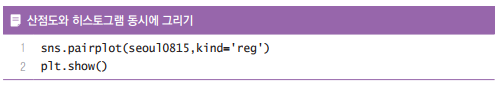 산점도와 히스토그램 동시에 그리기
1 sns.pairplot(seoul0815,kind='reg')
2 plt.show()